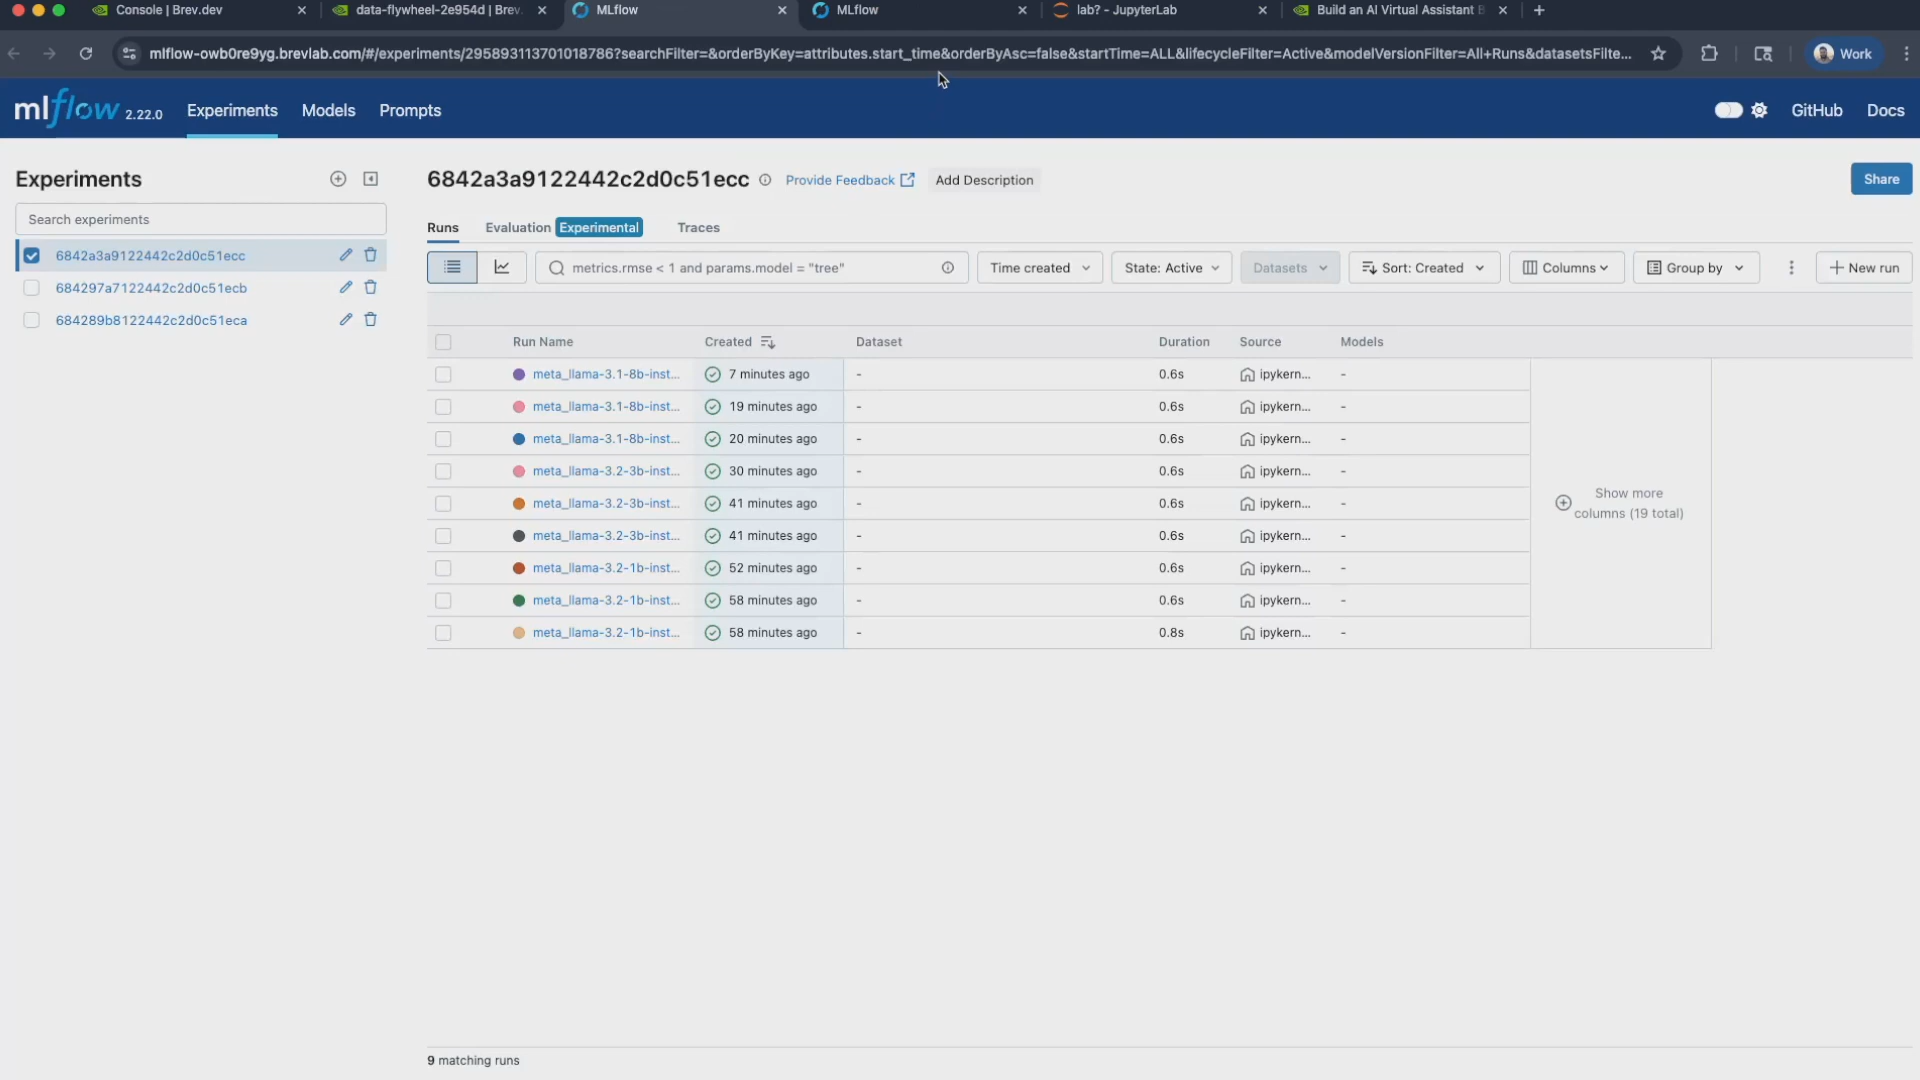 Console | Brev.dev
data-flywheel-2e954d | Brev.
MLflow
MLflow
lab? - JupyterLab
Build an AI Virtual Assistant B
mlflow-owb0re9yg.brevlab.com/#/experiments/295893113701018786?searchFilter=&orderByKey=attributes.start_time&orderByAsc=false&startTime=ALL&lifecycleFilter=Active&modelVersionFilter=All+Runs&datasetsFilte...
Work
mlflow 2.22.0
Experiments
Models
Prompts
GitHub
Docs
Experiments
Search experiments
6842a3a9122442c2d0c51ecc
684297a7122442c2d0c51ecb
684289b8122442c2d0c51eca
6842a3a9122442c2d0c51ecc
Provide Feedback
Add Description
Share
Runs
Evaluation Experimental
Traces
metrics.rmse < 1 and params.model = "tree"
Time created
State: Active
Datasets
Sort: Created
Columns
Group by
New run
Run Name Created Dataset Duration Source Models
meta_llama-3.1-8b-inst... 7 minutes ago - 0.6s ipykern... -
meta_llama-3.1-8b-inst... 19 minutes ago - 0.6s ipykern... -
meta_llama-3.1-8b-inst... 20 minutes ago - 0.6s ipykern... -
meta_llama-3.2-3b-inst... 30 minutes ago - 0.6s ipykern... -
meta_llama-3.2-3b-inst... 41 minutes ago - 0.6s ipykern... -
meta_llama-3.2-3b-inst... 41 minutes ago - 0.6s ipykern... -
meta_llama-3.2-1b-inst... 52 minutes ago - 0.6s ipykern... -
meta_llama-3.2-1b-inst... 58 minutes ago - 0.6s ipykern... -
meta_llama-3.2-1b-inst... 58 minutes ago - 0.8s ipykern... -
Show more
columns (19 total)
9 matching runs